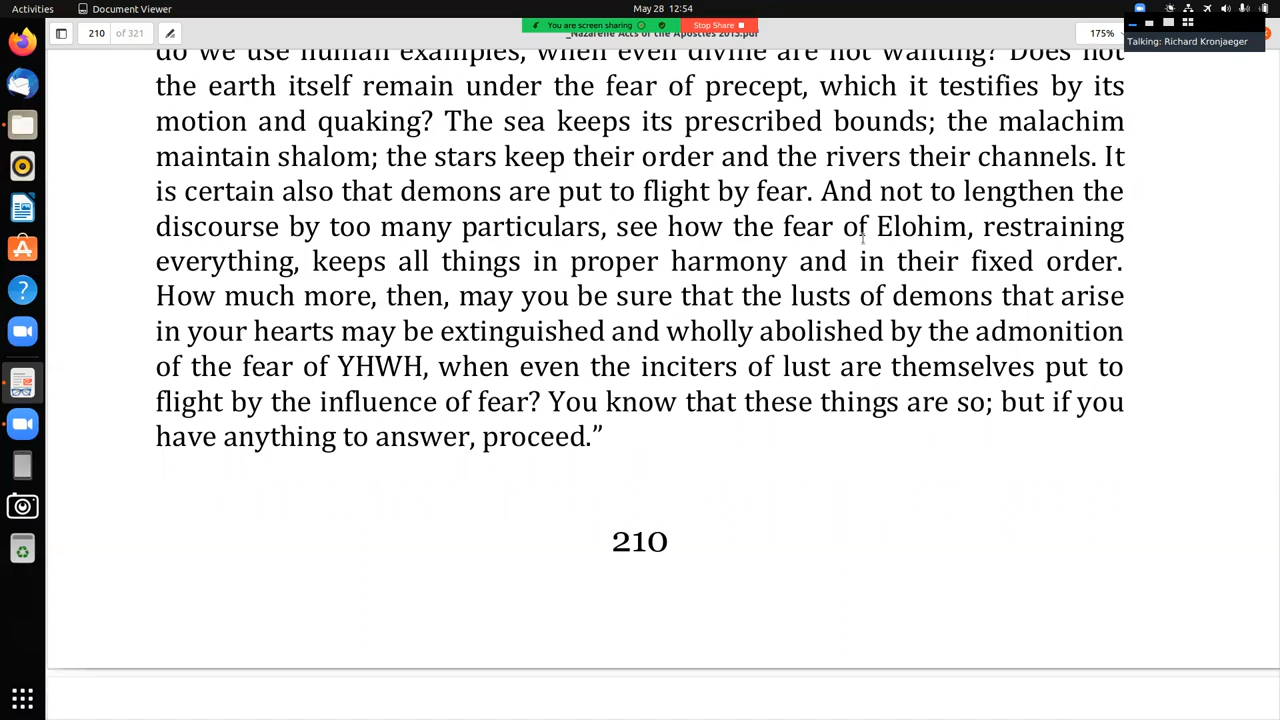 Activities
Document Viewer
May 28 12:54
You are screen sharing
Stop Share
210 of 321
_Nazarene Acts of the Apostles 2013.pdf
175%
Talking: Richard Kronjaeger
do we use human examples, when even divine are not wanting? Does not
the earth itself remain under the fear of precept, which it testifies by its
motion and quaking? The sea keeps its prescribed bounds; the malachim
maintain shalom; the stars keep their order and the rivers their channels. It
is certain also that demons are put to flight by fear. And not to lengthen the
discourse by too many particulars, see how the fear of Elohim, restraining
everything, keeps all things in proper harmony and in their fixed order.
How much more, then, may you be sure that the lusts of demons that arise
in your hearts may be extinguished and wholly abolished by the admonition
of the fear of YHWH, when even the inciters of lust are themselves put to
flight by the influence of fear? You know that these things are so; but if you
have anything to answer, proceed.”
210